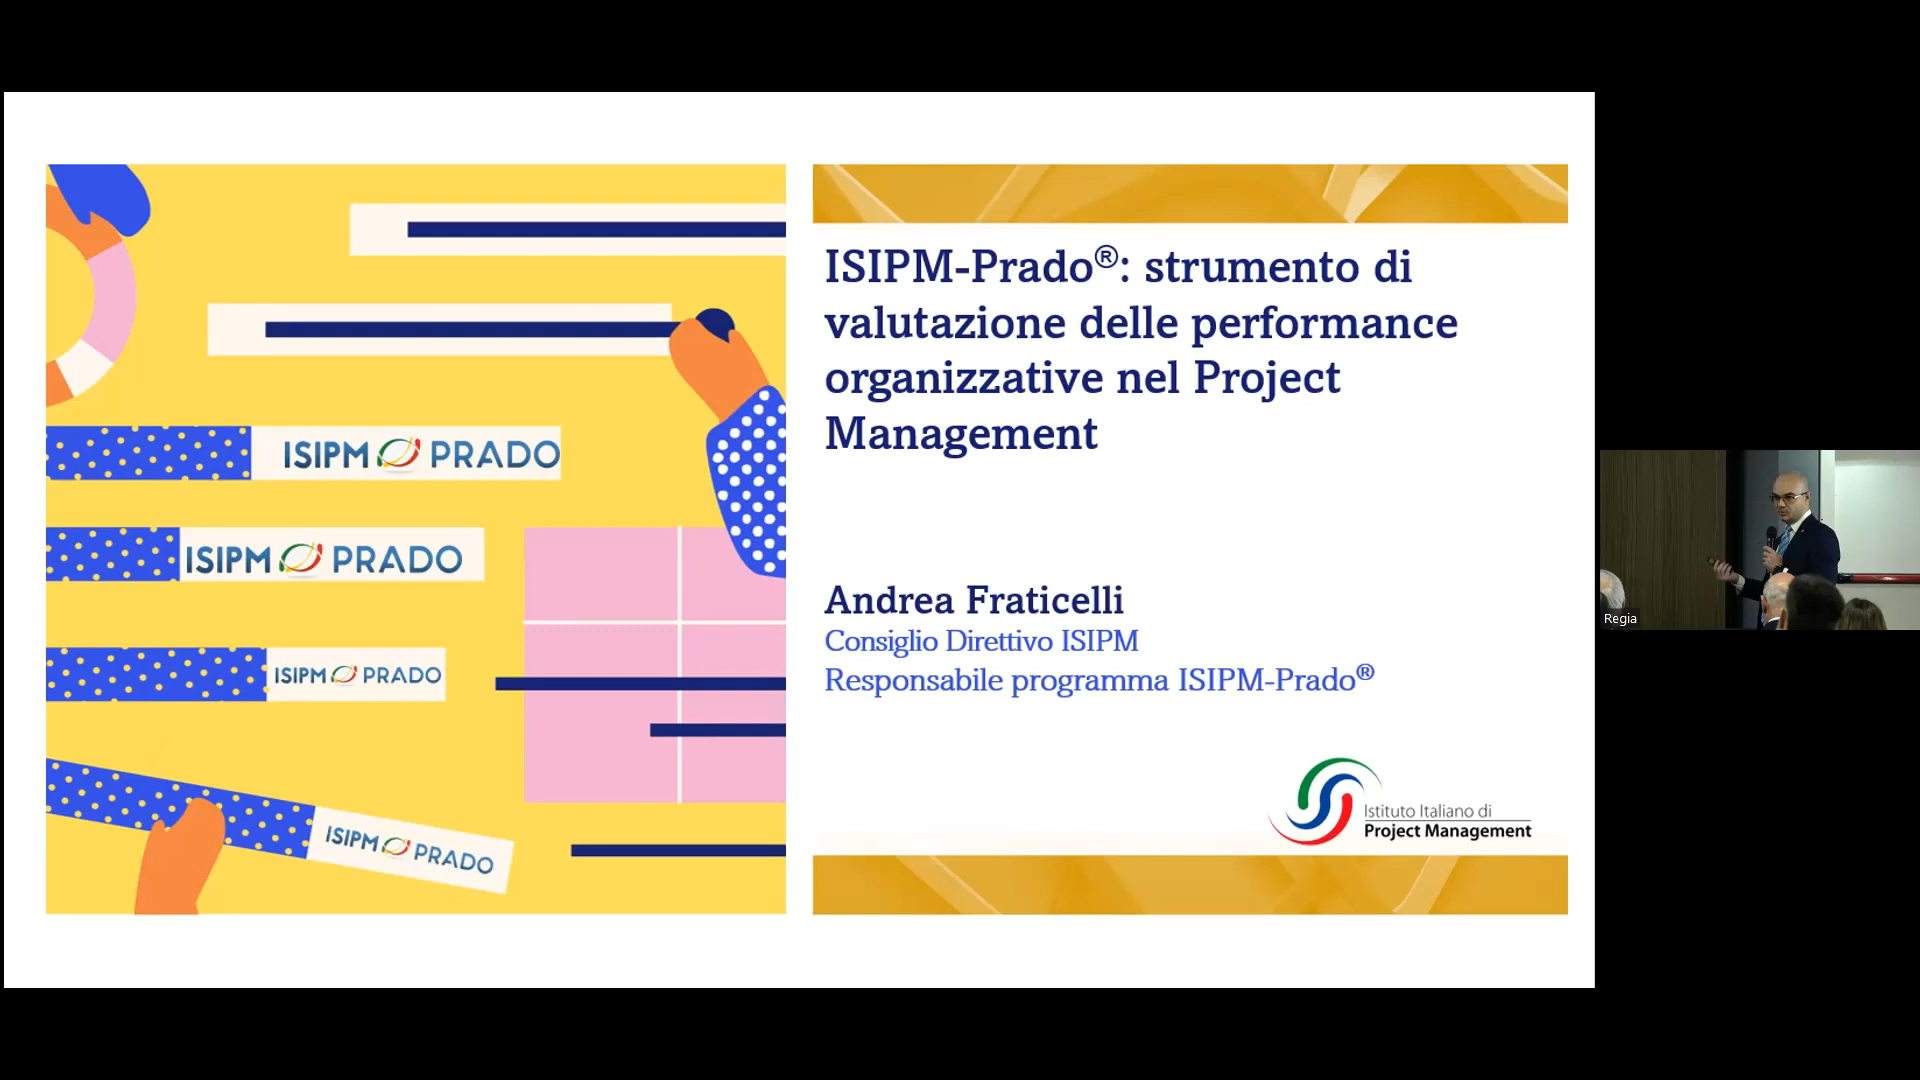 ISIPM PRADO
ISIPM PRADO
ISIPM PRADO
ISIPM PRADO
ISIPM-Prado®: strumento di
valutazione delle performance
organizzative nel Project
Management
Andrea Fraticelli
Consiglio Direttivo ISIPM
Responsabile programma ISIPM-Prado®
Istituto Italiano di
Project Management
Regia